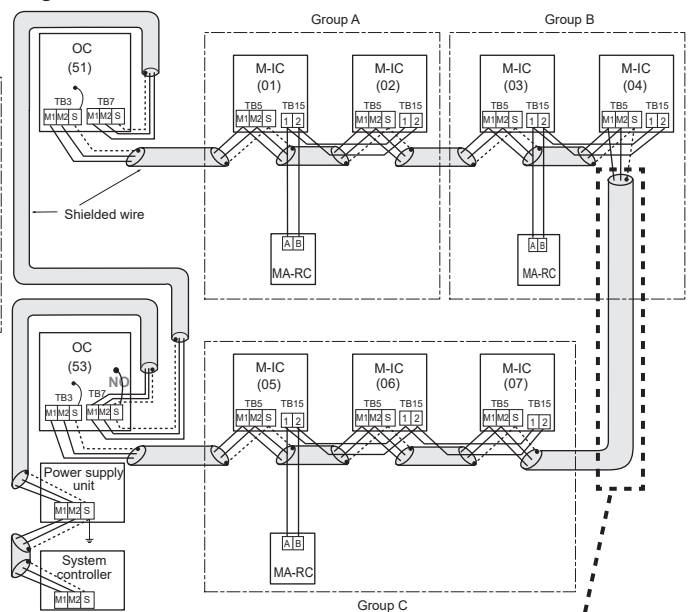 Group A
Group B
OC
(51)
TB3 TB7
M1 M2 S M1 M2 S
M-IC
(01)
TB5 TB15
M1 M2 S 1 2
M-IC
(02)
TB5 TB15
M1 M2 S 1 2
M-IC
(03)
TB5 TB15
M1 M2 S 1 2
M-IC
(04)
TB5 TB15
M1 M2 S 1 2
Shielded wire
A B
MA-RC
A B
MA-RC
OC
(53)
NO
TB3 TB7
M1 M2 S M1 M2 S
M-IC
(05)
TB5 TB15
M1 M2 S 1 2
M-IC
(06)
TB5 TB15
M1 M2 S 1 2
M-IC
(07)
TB5 TB15
M1 M2 S 1 2
Power supply
unit
M1 M2 S
System
controller
M1 M2 S
A B
MA-RC
Group C